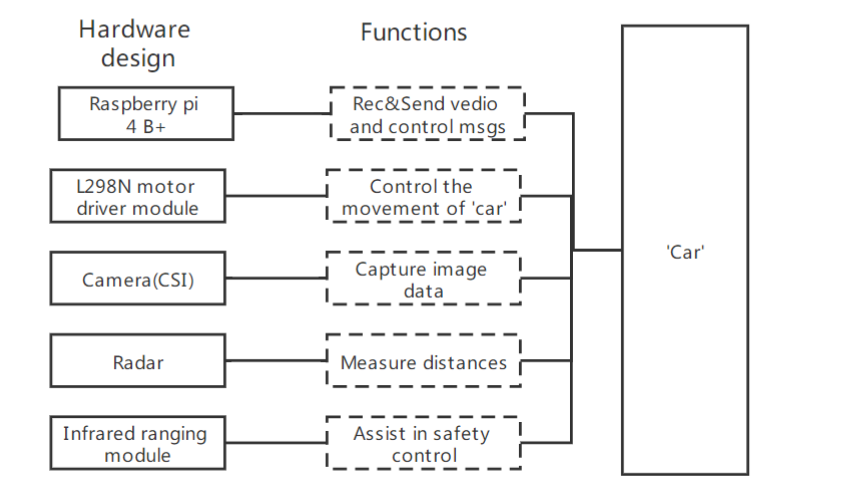 Hardware
design
Functions
Raspberry pi
4 B+
Rec&Send vedio
and control msgs
L298N motor
driver module
Control the
movement of 'car'
Camera(CSI)
Capture image
data
Radar
Measure distances
Infrared ranging
module
Assist in safety
control
'Car'